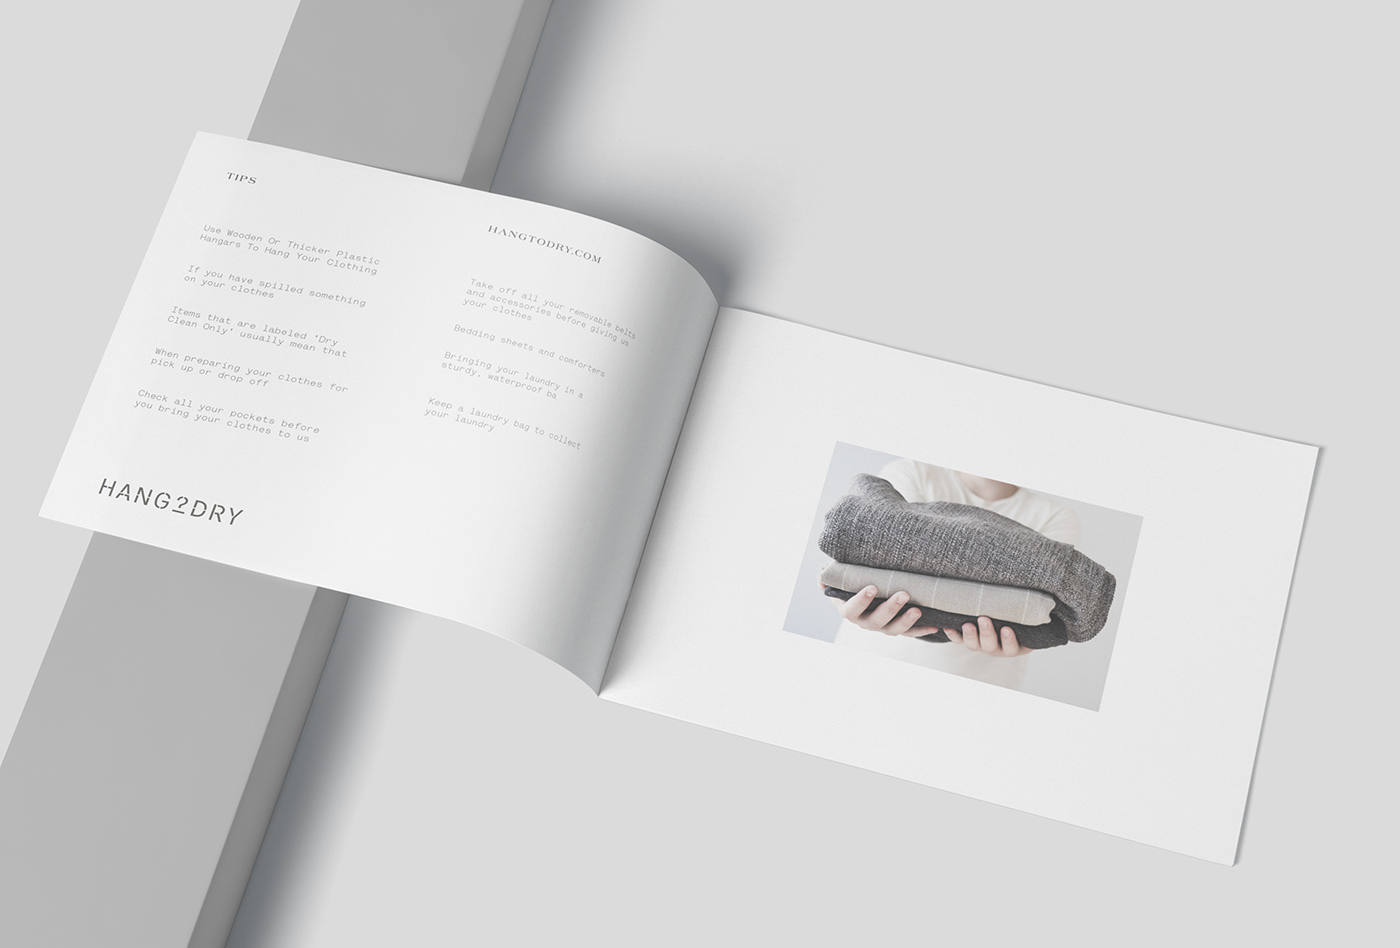 TIPS
Use Wooden Or Thicker Plastic
Hangars To Hang Your Clothing
If you have spilled something
on your clothes
Items that are labeled 'Dry
Clean Only' usually mean that
When preparing your clothes for
pick up or drop off
Check all your pockets before
you bring your clothes to us
HANG2DRY
HANGTODRY.COM
Take off all your removable belts
and accessories before giving us
your clothes
Bedding sheets and comforters
Bringing your laundry in a
sturdy, waterproof ba
Keep a laundry bag to collect
your laundry